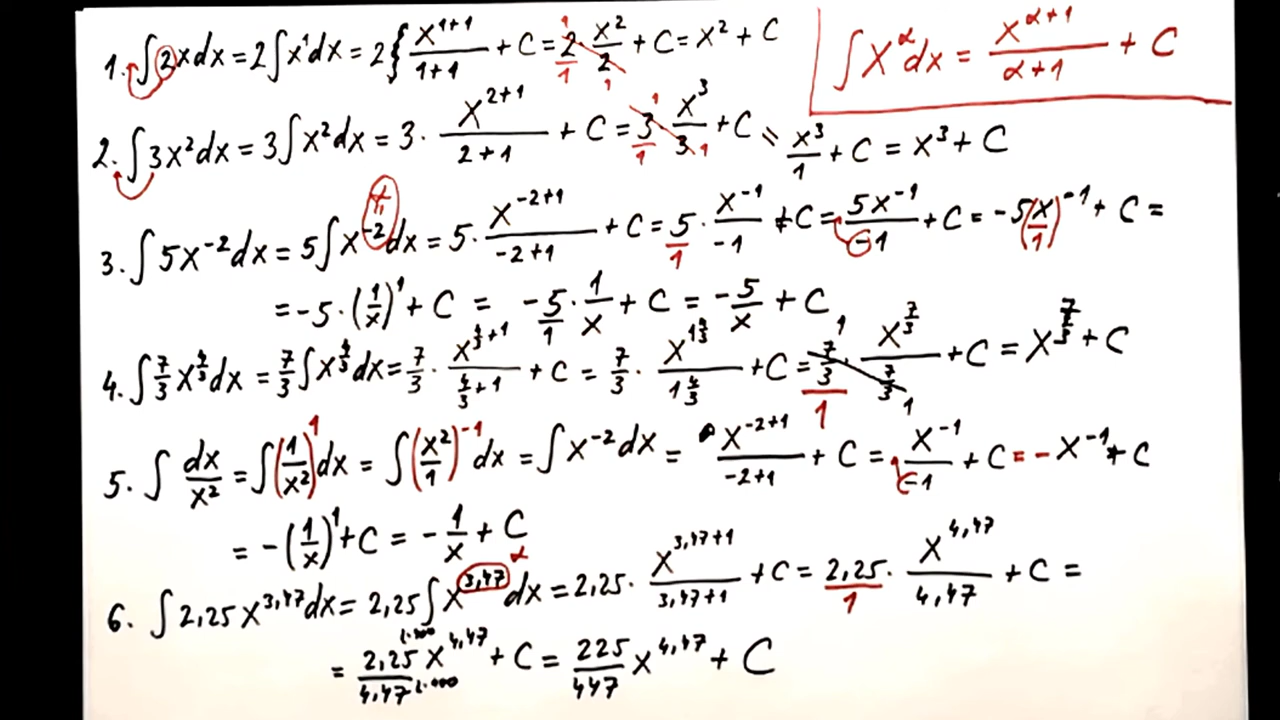 1. ∫2xdx = 2∫x¹dx = 2{ x^(1+1)/(1+1) + C = 2/1 x²/2 + C = x² + C
∫x^α dx = x^(α+1)/(α+1) + C
2. ∫3x²dx = 3∫x²dx = 3 · x^(2+1)/(2+1) + C = 3/1 x³/3 + C = x³/1 + C = x³ + C
3. ∫5x⁻²dx = 5∫x⁻²dx = 5 · x^(-2+1)/(-2+1) + C = 5/1 · x⁻¹/-1 + C = 5x⁻¹/-1 + C = -5(x/1)⁻¹ + C =
= -5 · (1/x)¹ + C = -5/1 · 1/x + C = -5/x + C
4. ∫7/3 x^(4/3)dx = 7/3 ∫x^(4/3)dx = 7/3 · x^(4/3+1)/(4/3+1) + C = 7/3 · x^(1 4/3)/(1 4/3) + C = 7/3 · x^(7/3)/(7/3) + C = x^(7/3) + C
5. ∫ dx/x² = ∫(1/x²)¹dx = ∫(x²/1)⁻¹dx = ∫x⁻²dx = x^(-2+1)/(-2+1) + C = x⁻¹/-1 + C = -x⁻¹ + C
= -(1/x)¹ + C = -1/x + C
6. ∫2,25x^(3,47)dx = 2,25∫x^(3,47)dx = 2,25 · x^(3,47+1)/(3,47+1) + C = 2,25/1 · x^(4,47)/4,47 + C =
= 2,25/4,47 x^(4,47) + C = 225/447 x^(4,47) + C